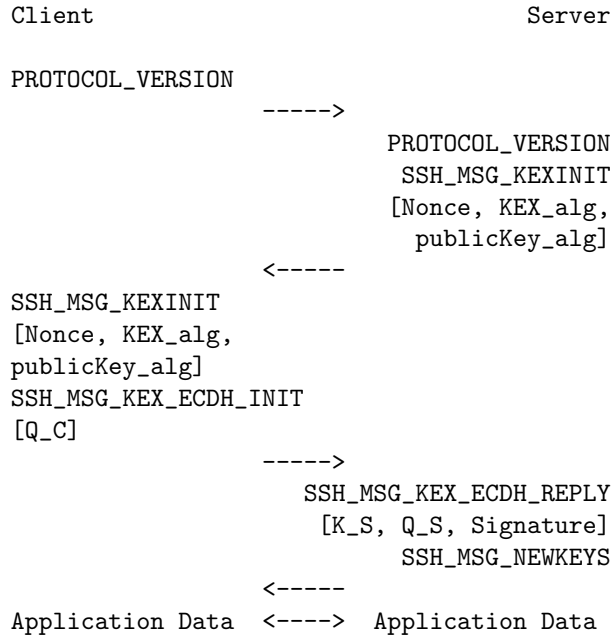 Client Server
PROTOCOL_VERSION
----->
PROTOCOL_VERSION
SSH_MSG_KEXINIT
[Nonce, KEX_alg,
publicKey_alg]
<-----
SSH_MSG_KEXINIT
[Nonce, KEX_alg,
publicKey_alg]
SSH_MSG_KEX_ECDH_INIT
[Q_C]
----->
SSH_MSG_KEX_ECDH_REPLY
[K_S, Q_S, Signature]
SSH_MSG_NEWKEYS
<-----
Application Data <----> Application Data